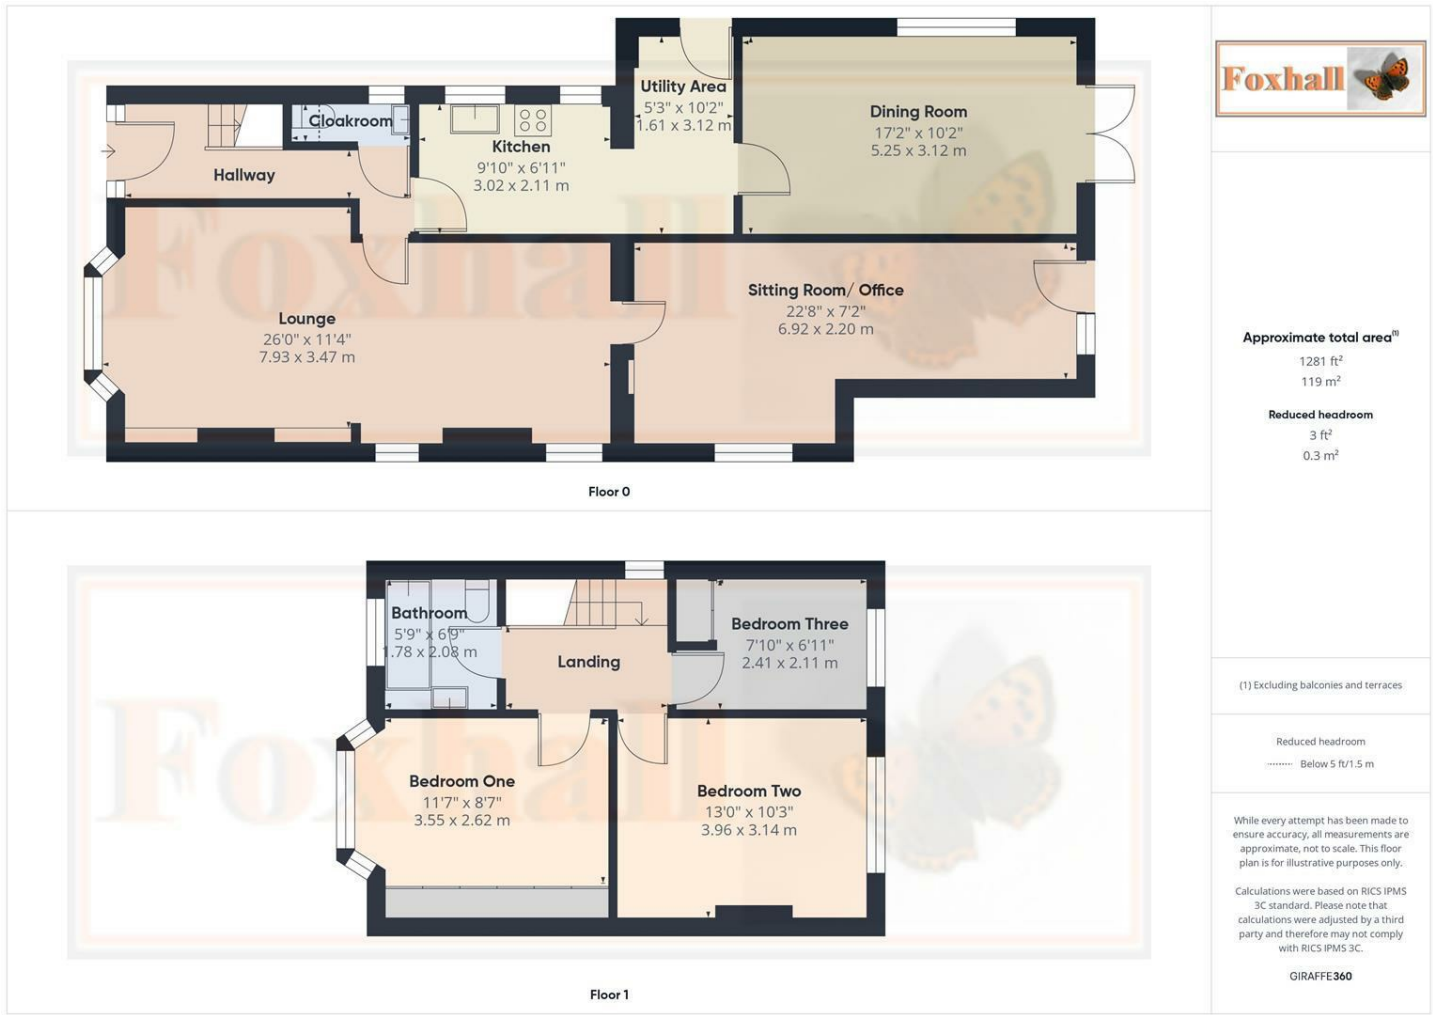 Utility Area
5'3" x 10'2"
1.61 x 3.12 m
Dining Room
17'2" x 10'2"
5.25 x 3.12 m
Cloakroom
Kitchen
9'10" x 6'11"
3.02 x 2.11 m
Hallway
Lounge
26'0" x 11'4"
7.93 x 3.47 m
Sitting Room/ Office
22'8" x 7'2"
6.92 x 2.20 m
Foxhall
Floor 0
Bathroom
5'9" x 6'9"
1.78 x 2.08 m
Landing
Bedroom Three
7'10" x 6'11"
2.41 x 2.11 m
Bedroom One
11'7" x 8'7"
3.55 x 2.62 m
Bedroom Two
13'0" x 10'3"
3.96 x 3.14 m
Foxhall
Floor 1
Foxhall
Approximate total area(1)
1281 ft²
119 m²
Reduced headroom
3 ft²
0.3 m²
(1) Excluding balconies and terraces
Reduced headroom
Below 5 ft/1.5 m
While every attempt has been made to
ensure accuracy, all measurements are
approximate, not to scale. This floor
plan is for illustrative purposes only.
Calculations were based on RICS IPMS
3C standard. Please note that
calculations were adjusted by a third
party and therefore may not comply
with RICS IPMS 3C.
GIRAFFE360